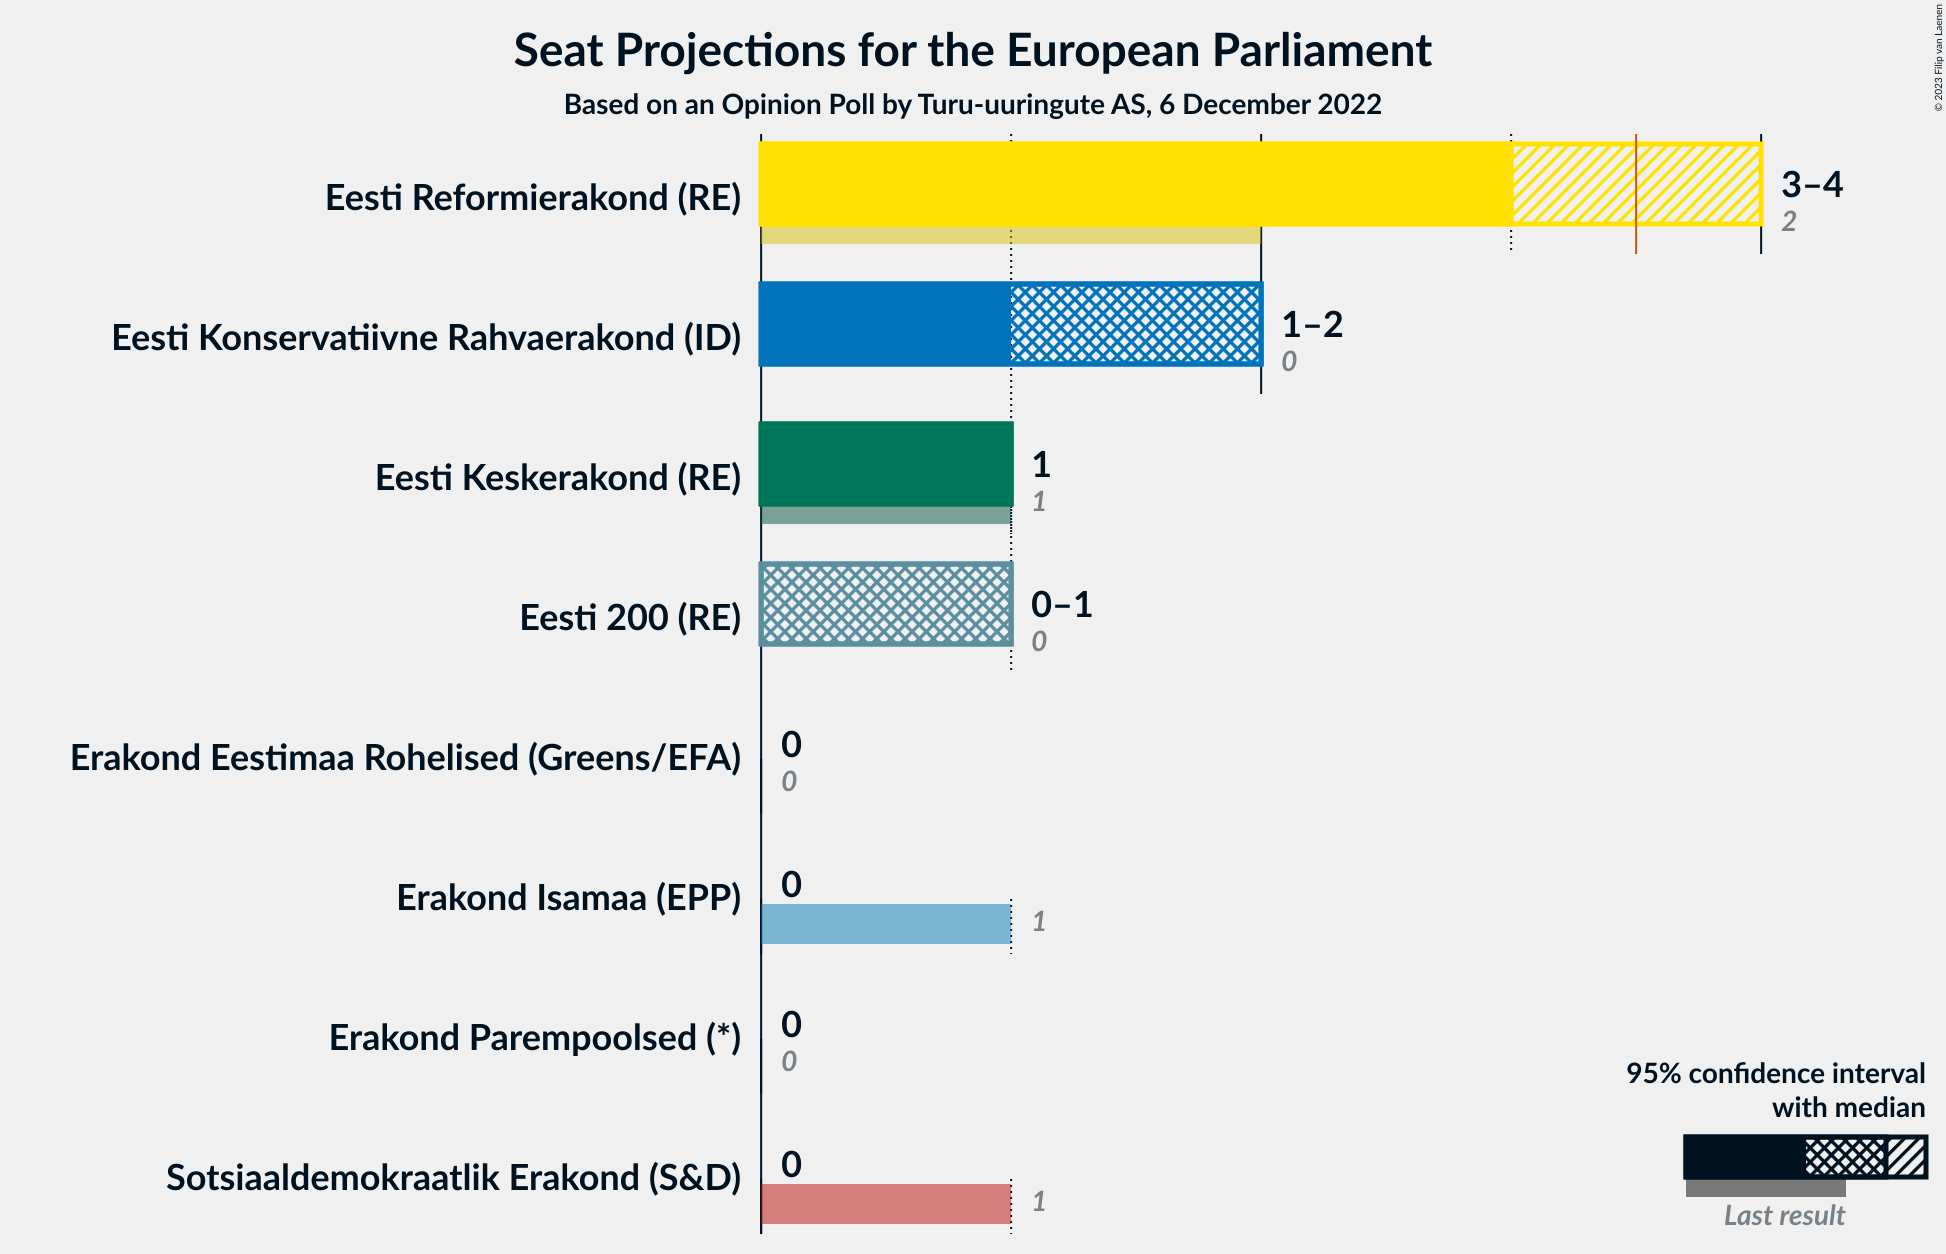 Seat Projections for the European Parliament
Based on an Opinion Poll by Turu-uuringute AS, 6 December 2022
© 2023 Filip van Laenen
Eesti Reformierakond (RE)
3–4
2
Eesti Konservatiivne Rahvaerakond (ID)
1–2
0
Eesti Keskerakond (RE)
1
1
Eesti 200 (RE)
0–1
0
Erakond Eestimaa Rohelised (Greens/EFA)
0
0
Erakond Isamaa (EPP)
0
1
Erakond Parempoolsed (*)
0
0
Sotsiaaldemokraatlik Erakond (S&D)
0
1
95% confidence interval
with median
Last result